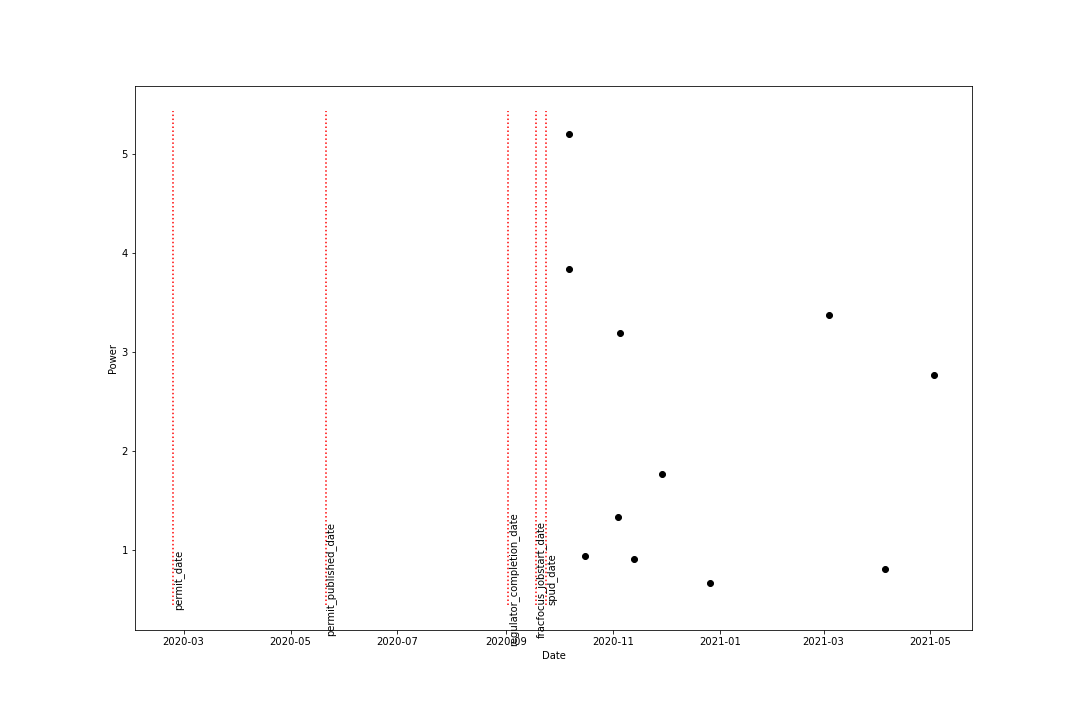 5
4
3
2
1
Power
permit_date
permit_published_date
regulator_completion_date
fracfocus_jobstart_date
spud_date
2020-03
2020-05
2020-07
2020-09
2020-11
2021-01
2021-03
2021-05
Date